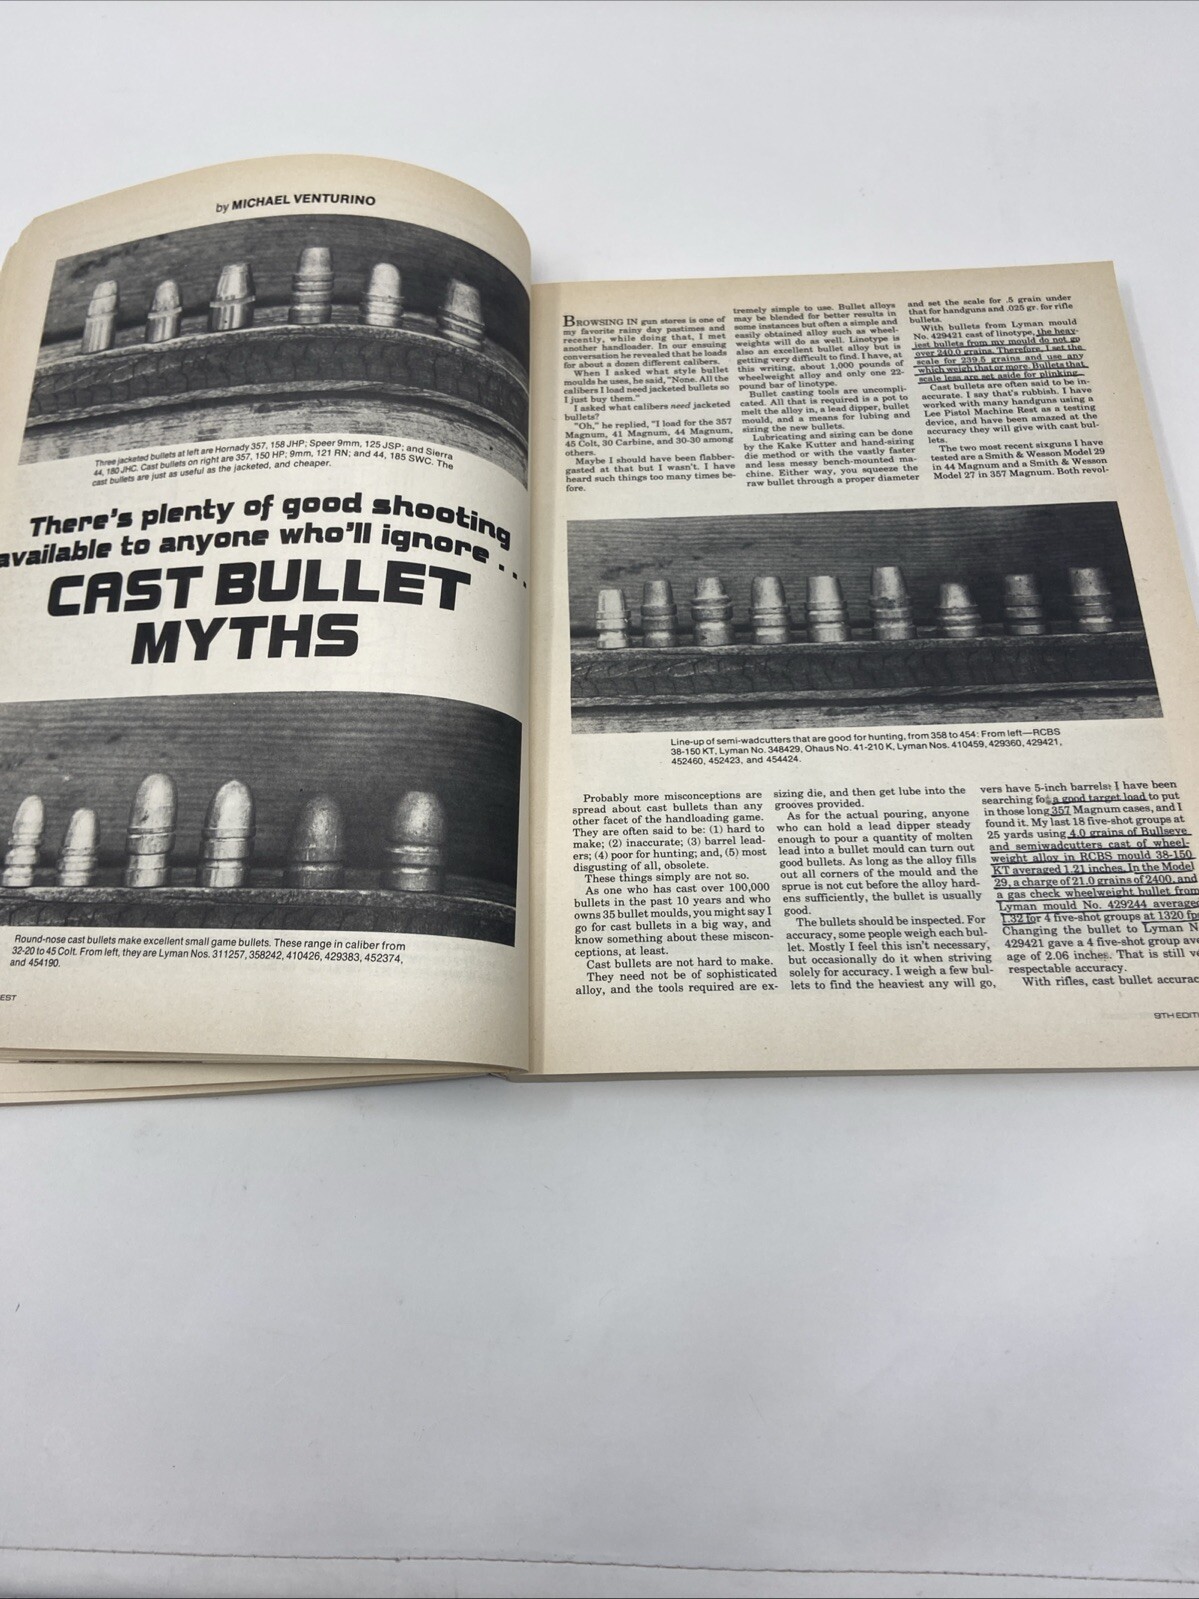 by MICHAEL VENTURINO
Three jacketed bullets at left are Hornady 357, 158 JHP; Speer 9mm, 125 JSP; and Sierra
44, 180 JHC. Cast bullets on right are 357, 150 HP; 9mm, 121 RN; and 44, 185 SWC. The
cast bullets are just as useful as the jacketed, and cheaper.
There's plenty of good shooting
available to anyone who'll ignore . . .
CAST BULLET
MYTHS
Round-nose cast bullets make excellent small game bullets. These range in caliber from
32-20 to 45 Colt. From left, they are Lyman Nos. 311257, 358242, 410426, 429383, 452374,
and 454190.
EST
BROWSING IN gun stores is one of
my favorite rainy day pastimes and
recently, while doing that, I met
another handloader. In our ensuing
conversation he revealed that he loads
for about a dozen different calibers.
When I asked what style bullet
moulds he uses, he said, "None. All the
calibers I load need jacketed bullets so
I just buy them."
I asked what calibers need jacketed
bullets?
"Oh," he replied, "I load for the 357
Magnum, 41 Magnum, 44 Magnum,
45 Colt, 30 Carbine, and 30-30 among
others.
Maybe I should have been flabber-
gasted at that but I wasn't. I have
heard such things too many times be-
fore.
tremely simple to use. Bullet alloys
may be blended for better results in
some instances but often a simple and
easily obtained alloy such as wheel-
weights will do as well. Linotype is
also an excellent bullet alloy but is
getting very difficult to find. I have, at
this writing, about 1,000 pounds of
wheelweight alloy and only one 22-
pound bar of linotype.
Bullet casting tools are uncompli-
cated. All that is required is a pot to
melt the alloy in, a lead dipper, bullet
mould, and a means for lubing and
sizing the new bullets.
Lubricating and sizing can be done
by the Kake Kutter and hand-sizing
die method or with the vastly faster
and less messy bench-mounted ma-
chine. Either way, you squeeze the
raw bullet through a proper diameter
and set the scale for .5 grain under
that for handguns and .025 gr. for rifle
bullets.
With bullets from Lyman mould
No. 429421 cast of linotype, the heav-
iest bullets from my mould do not go
over 240.0 grains. Therefore, I set the
scale for 239.5 grains and use any
which weigh that or more. Bullets that
scale less are set aside for plinking.
Cast bullets are often said to be in-
accurate. I say that's rubbish. I have
worked with many handguns using a
Lee Pistol Machine Rest as a testing
device, and have been amazed at the
accuracy they will give with cast bul-
lets.
The two most recent sixguns I have
tested are a Smith & Wesson Model 29
in 44 Magnum and a Smith & Wesson
Model 27 in 357 Magnum. Both revol-
Line-up of semi-wadcutters that are good for hunting, from 358 to 454: From left—RCBS
38-150 KT, Lyman No. 348429, Ohaus No. 41-210 K, Lyman Nos. 410459, 429360, 429421,
452460, 452423, and 454424.
Probably more misconceptions are
spread about cast bullets than any
other facet of the handloading game.
They are often said to be: (1) hard to
make; (2) inaccurate; (3) barrel lead-
ers; (4) poor for hunting; and, (5) most
disgusting of all, obsolete.
These things simply are not so.
As one who has cast over 100,000
bullets in the past 10 years and who
owns 35 bullet moulds, you might say I
go for cast bullets in a big way, and
know something about these miscon-
ceptions, at least.
Cast bullets are not hard to make.
They need not be of sophisticated
alloy, and the tools required are ex-
sizing die, and then get lube into the
grooves provided.
As for the actual pouring, anyone
who can hold a lead dipper steady
enough to pour a quantity of molten
lead into a bullet mould can turn out
good bullets. As long as the alloy fills
out all corners of the mould and the
sprue is not cut before the alloy hard-
ens sufficiently, the bullet is usually
good.
The bullets should be inspected. For
accuracy, some people weigh each bul-
let. Mostly I feel this isn't necessary,
but occasionally do it when striving
solely for accuracy. I weigh a few bul-
lets to find the heaviest any will go,
vers have 5-inch barrels; I have been
searching for a good target load to put
in those long 357 Magnum cases, and I
found it. My last 18 five-shot groups at
25 yards using 4.0 grains of Bullseye
and semiwadcutters cast of wheel-
weight alloy in RCBS mould 38-150
KT averaged 1.21 inches. In the Model
29, a charge of 21.0 grains of 2400, and
a gas check wheelweight bullet from
Lyman mould No. 429244 average
1.32 for 4 five-shot groups at 1320 fps
Changing the bullet to Lyman N
429421 gave a 4 five-shot group ave
age of 2.06 inches. That is still ve
respectable accuracy.
With rifles, cast bullet accurac
9TH EDITI